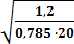 √(1,2 / (0,785 · 20))